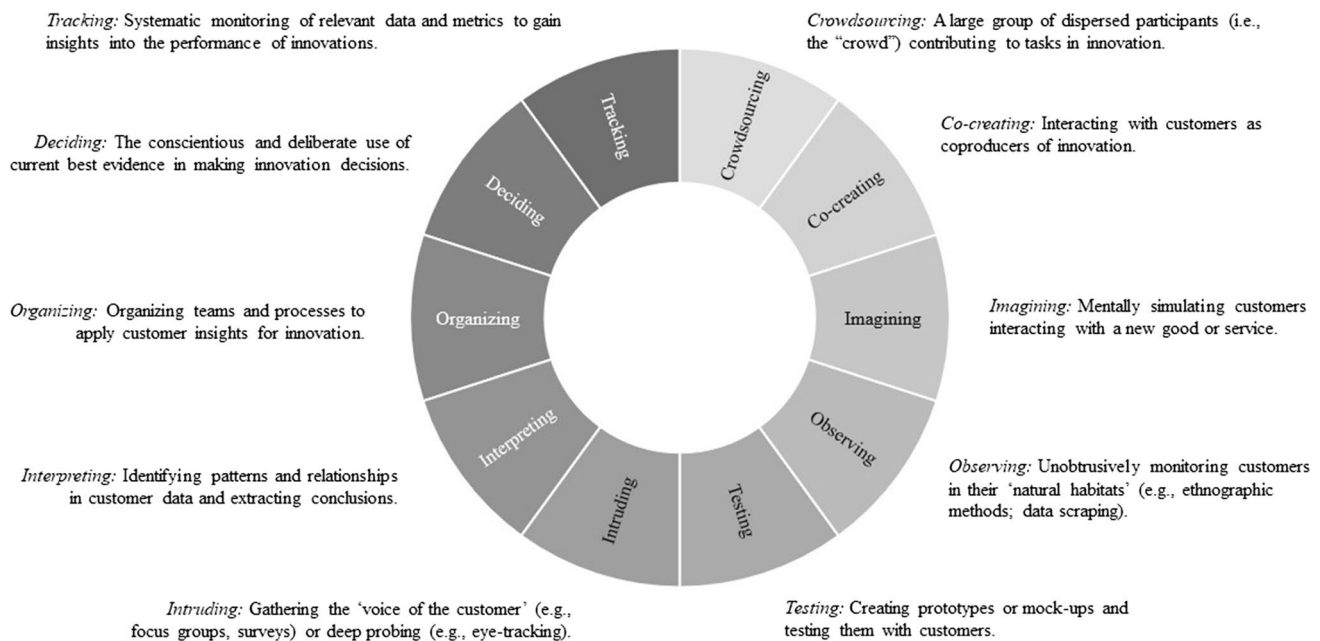 Tracking: Systematic monitoring of relevant data and metrics to gain
insights into the performance of innovations.
Crowdsourcing: A large group of dispersed participants (i.e.,
the “crowd”) contributing to tasks in innovation.
Deciding: The conscientious and deliberate use of
current best evidence in making innovation decisions.
Co-creating: Interacting with customers as
coproducers of innovation.
Organizing: Organizing teams and processes to
apply customer insights for innovation.
Imagining: Mentally simulating customers
interacting with a new good or service.
Interpreting: Identifying patterns and relationships
in customer data and extracting conclusions.
Observing: Unobtrusively monitoring customers
in their ‘natural habitats’ (e.g., ethnographic
methods; data scraping).
Intruding: Gathering the ‘voice of the customer’ (e.g.,
focus groups, surveys) or deep probing (e.g., eye-tracking).
Testing: Creating prototypes or mock-ups and
testing them with customers.
Crowdsourcing
Co-creating
Imagining
Observing
Testing
Intruding
Interpreting
Organizing
Deciding
Tracking